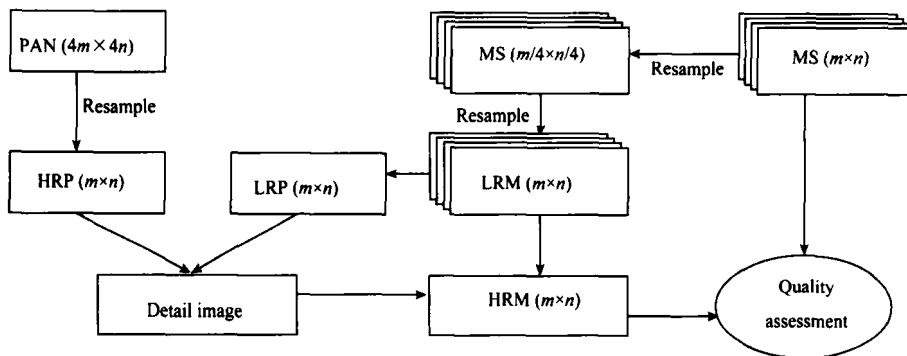 PAN (4m × 4n)
MS (m/4×n/4)
MS (m×n)
Resample
Resample
Resample
HRP (m×n)
LRP (m×n)
LRM (m×n)
Detail image
HRM (m×n)
Quality
assessment